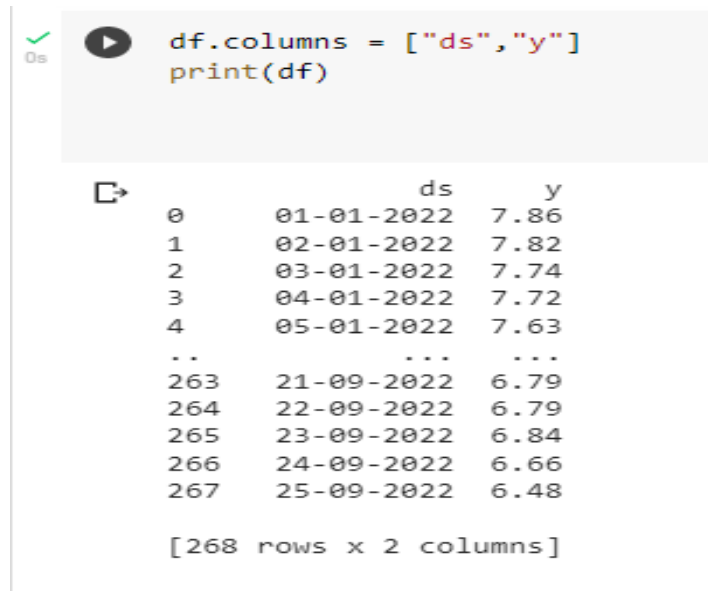 0s
df.columns = ["ds","y"]
print(df)
ds y
0 01-01-2022 7.86
1 02-01-2022 7.82
2 03-01-2022 7.74
3 04-01-2022 7.72
4 05-01-2022 7.63
.. ... ...
263 21-09-2022 6.79
264 22-09-2022 6.79
265 23-09-2022 6.84
266 24-09-2022 6.66
267 25-09-2022 6.48
[268 rows x 2 columns]